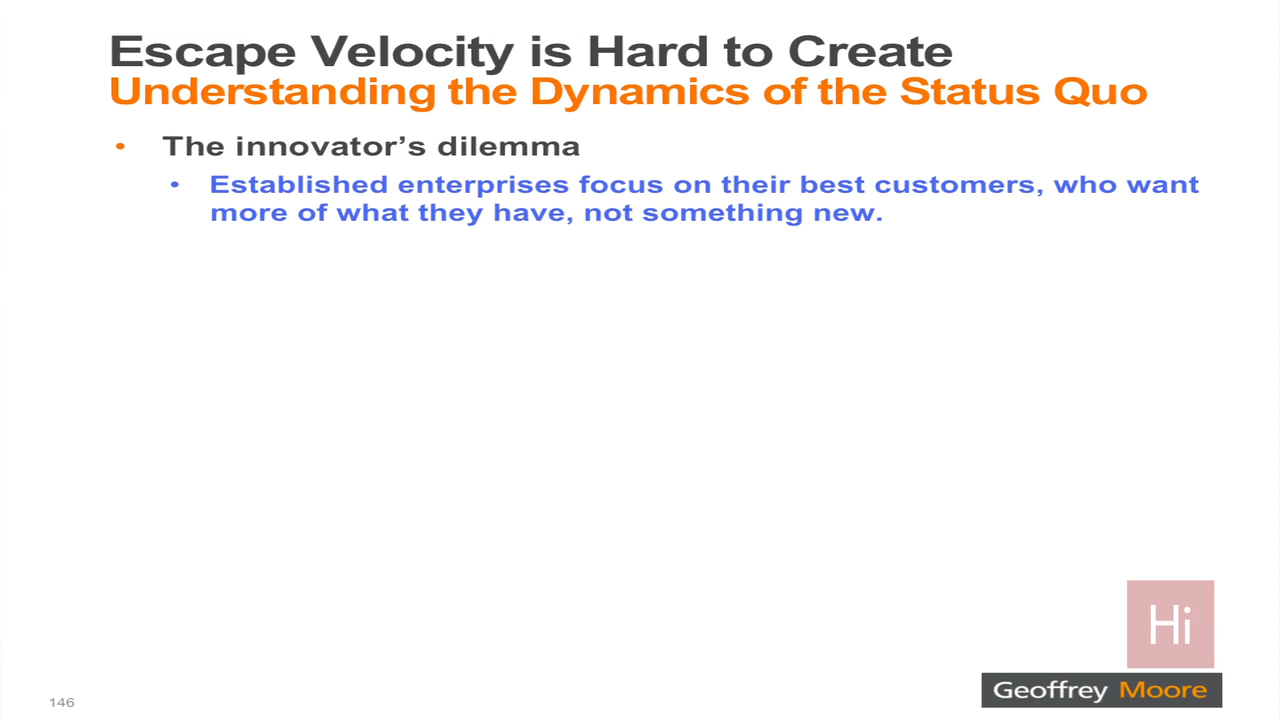 Escape Velocity is Hard to Create
Understanding the Dynamics of the Status Quo
• The innovator’s dilemma
• Established enterprises focus on their best customers, who want
more of what they have, not something new.
Hi
Geoffrey Moore
146